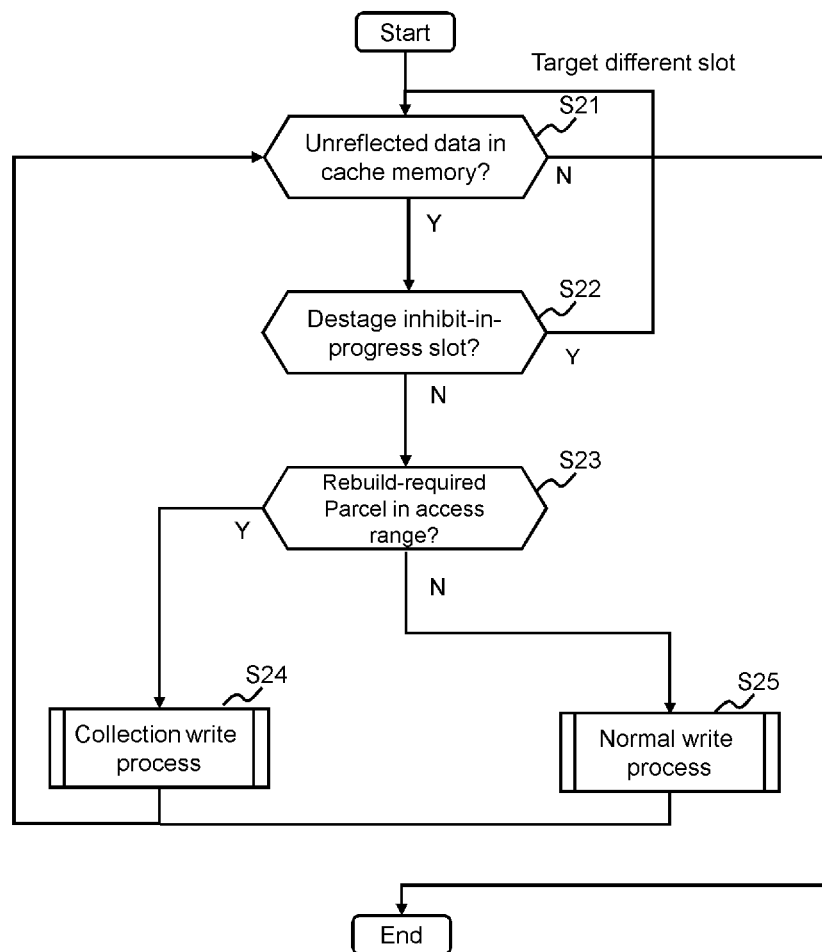 Start
Target different slot
S21
Unreflected data in
cache memory?
N
Y
S22
Destage inhibit-in-
progress slot?
Y
N
S23
Rebuild-required
Parcel in access
range?
Y
N
S24
S25
Collection write
process
Normal write
process
End